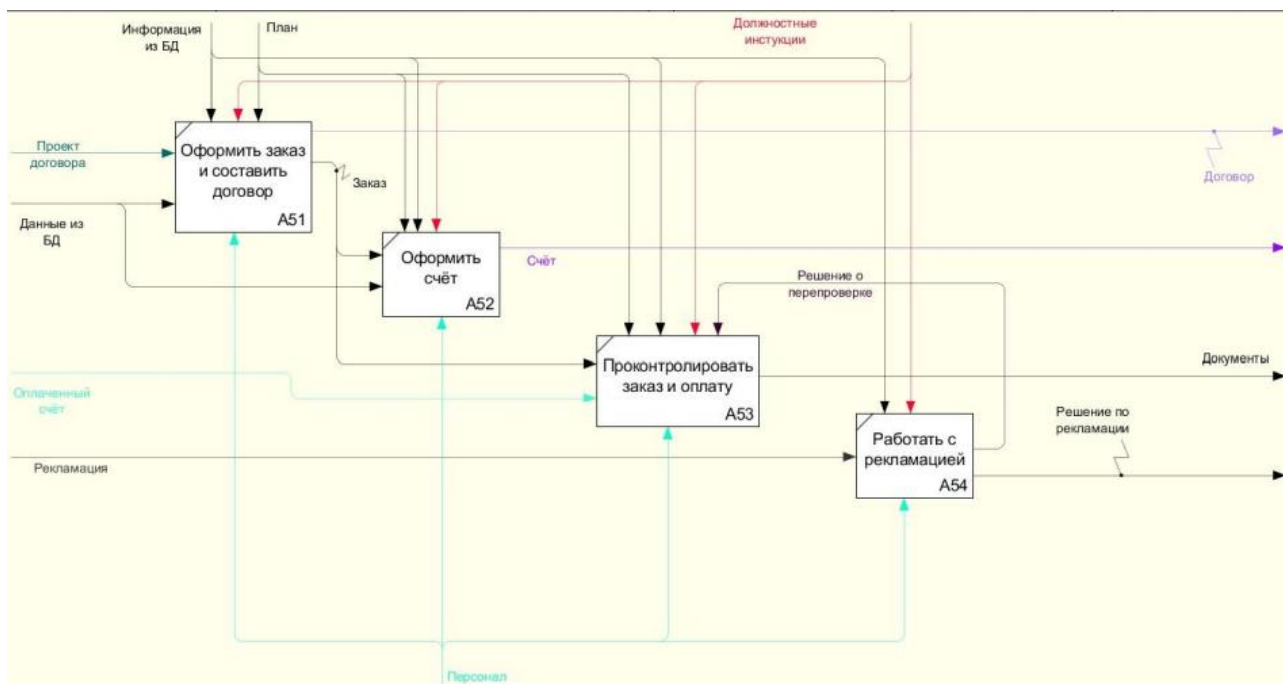 Информация
из БД
План
Должностные
инстукции
Проект
договора
Оформить заказ
и составить
договор
A51
Заказ
Договор
Данные из
БД
Оформить
счёт
A52
Счёт
Решение о
перепроверке
Проконтролировать
заказ и оплату
A53
Документы
Оплаченный
счёт
Решение по
рекламации
Работать с
рекламацией
A54
Рекламация
Персонал